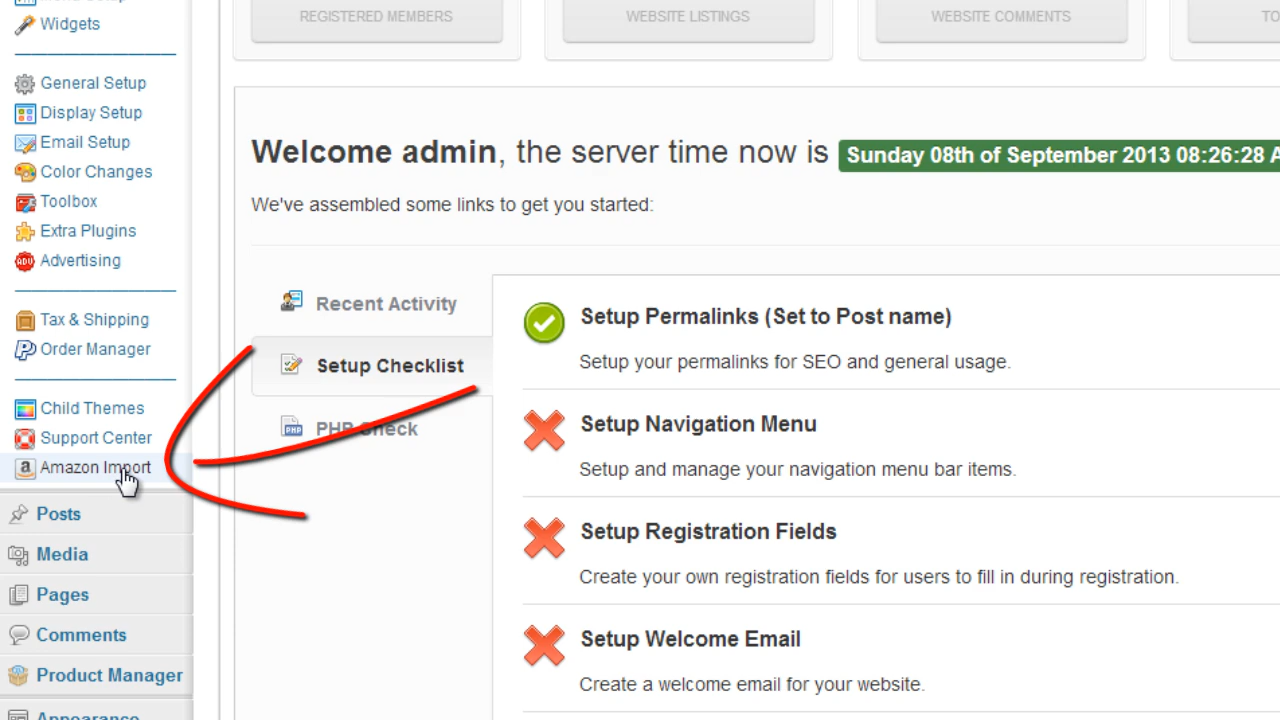 Widgets
General Setup
Display Setup
Email Setup
Color Changes
Toolbox
Extra Plugins
Advertising
Tax & Shipping
Order Manager
Child Themes
Support Center
Amazon Import
Posts
Media
Pages
Comments
Product Manager
Appearance
REGISTERED MEMBERS
WEBSITE LISTINGS
WEBSITE COMMENTS
TO
Welcome admin, the server time now is Sunday 08th of September 2013 08:26:28 A
We've assembled some links to get you started:
Recent Activity
Setup Checklist
PHP Check
Setup Permalinks (Set to Post name)
Setup your permalinks for SEO and general usage.
Setup Navigation Menu
Setup and manage your navigation menu bar items.
Setup Registration Fields
Create your own registration fields for users to fill in during registration.
Setup Welcome Email
Create a welcome email for your website.